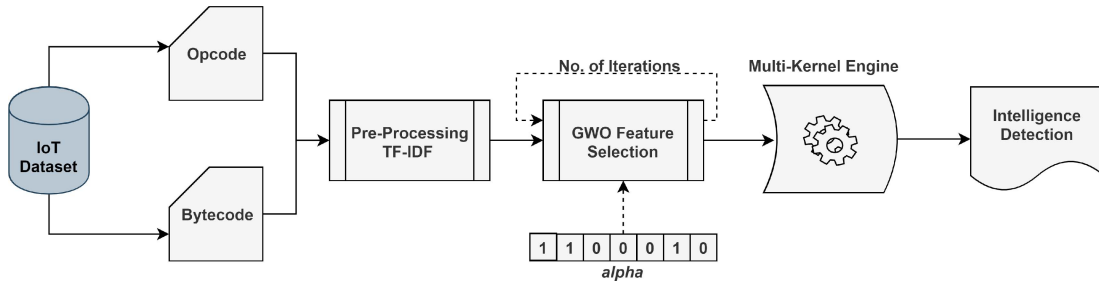 IoT
Dataset
Opcode
Bytecode
Pre-Processing
TF-IDF
No. of Iterations
GWO Feature
Selection
1 1 0 0 0 1 0
alpha
Multi-Kernel Engine
Intelligence
Detection